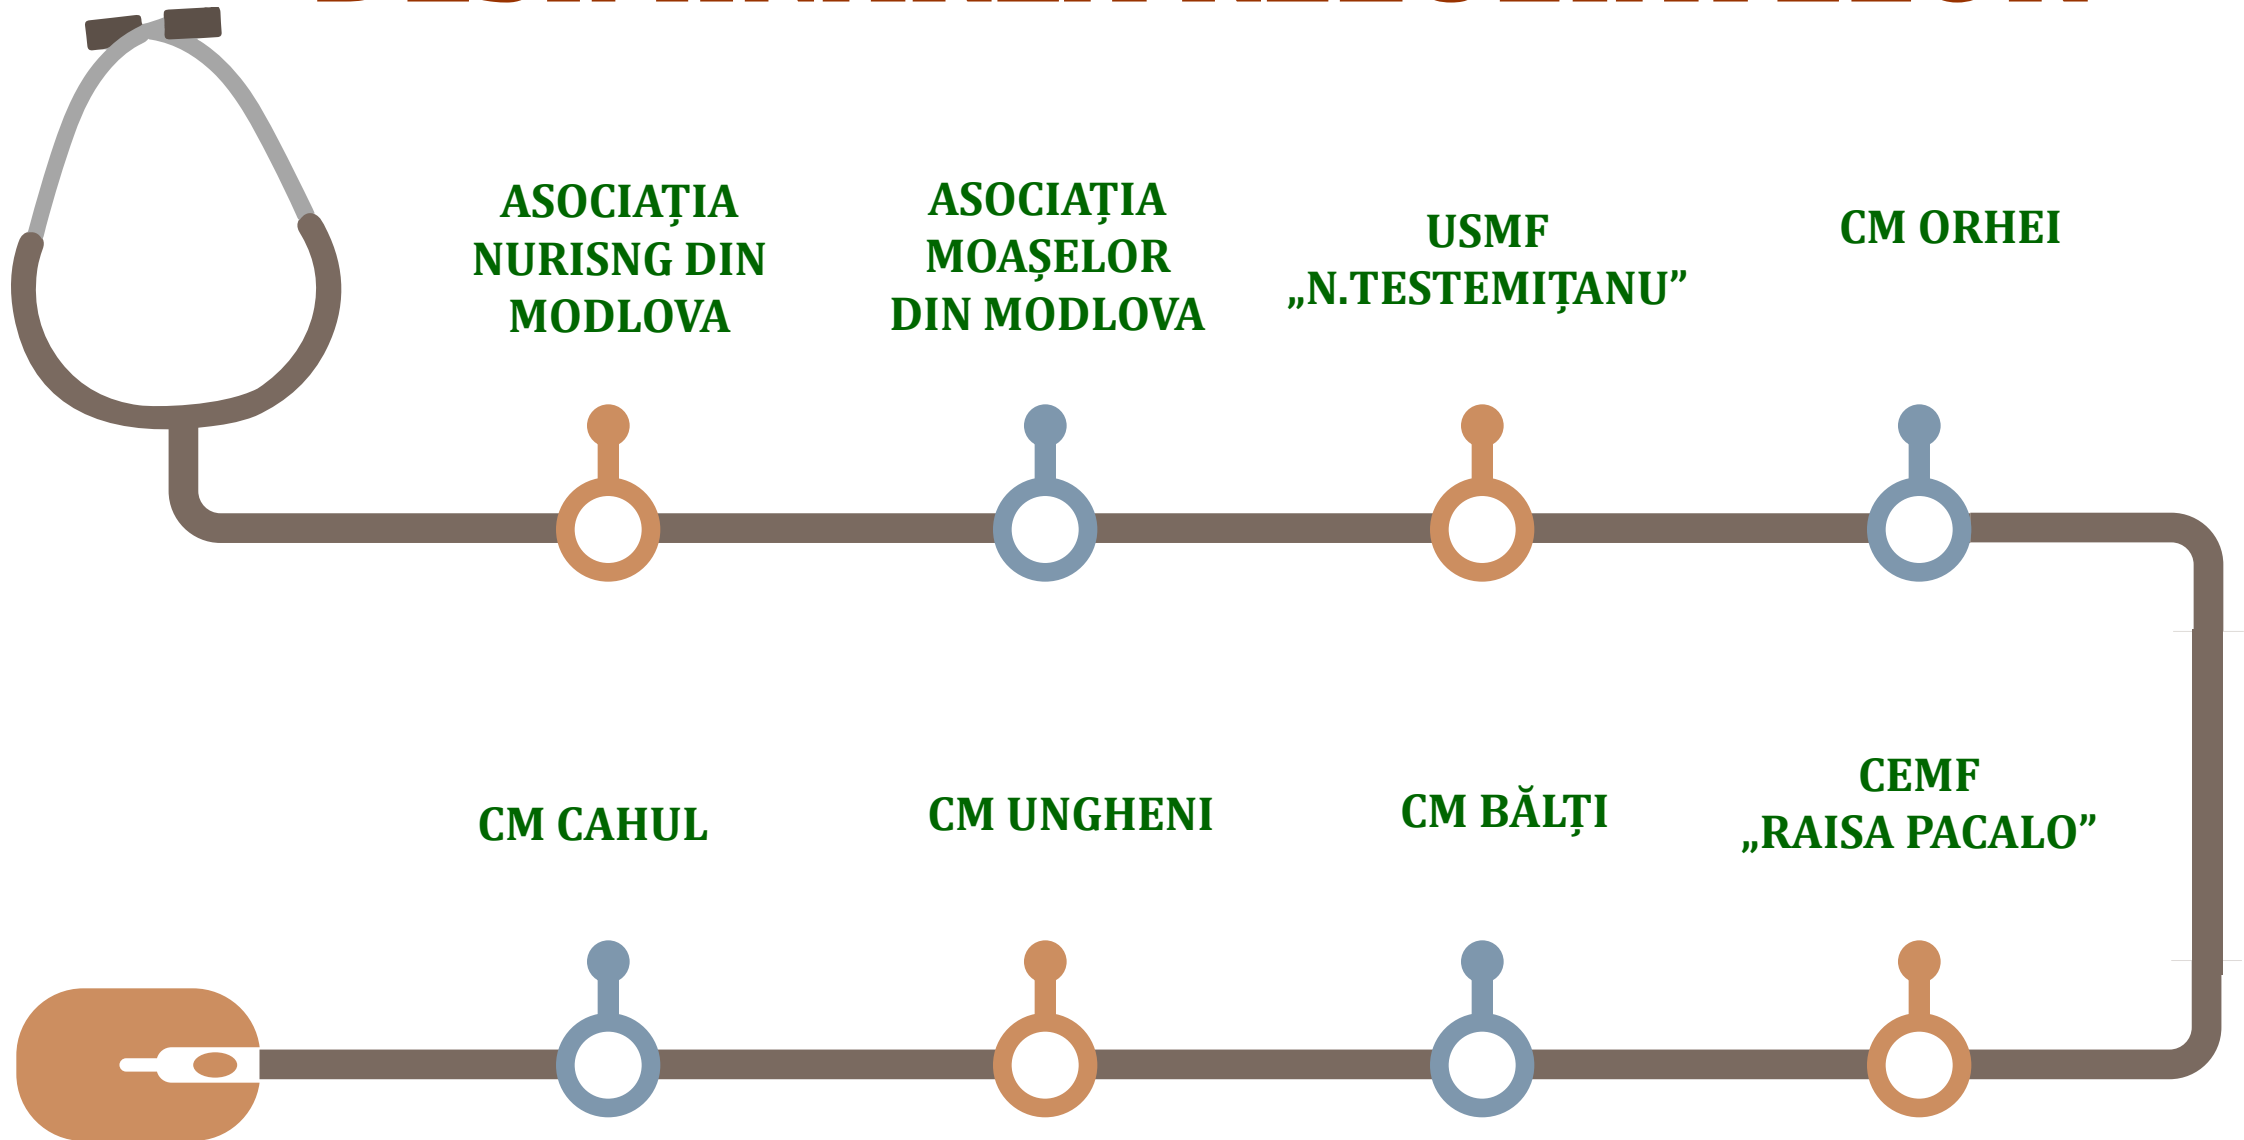 ASOCIAȚIA
NURISNG DIN
MODLOVA
ASOCIAȚIA
MOAȘELOR
DIN MODLOVA
USMF
„N.TESTEMIȚANU”
CM ORHEI
CM CAHUL
CM UNGHENI
CM BĂLȚI
CEMF
„RAISA PACALO”